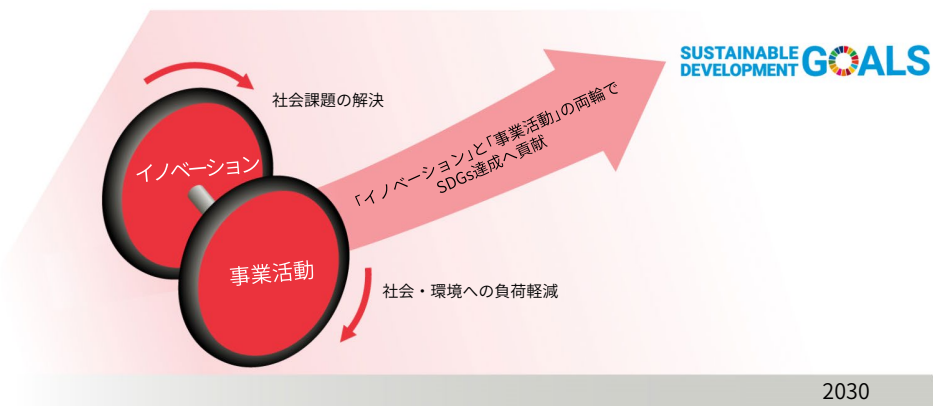 SUSTAINABLE
DEVELOPMENT GOALS
社会課題の解決
イノベーション
「イノベーション」と「事業活動」の両輪で
SDGs達成へ貢献
事業活動
社会・環境への負荷軽減
2030